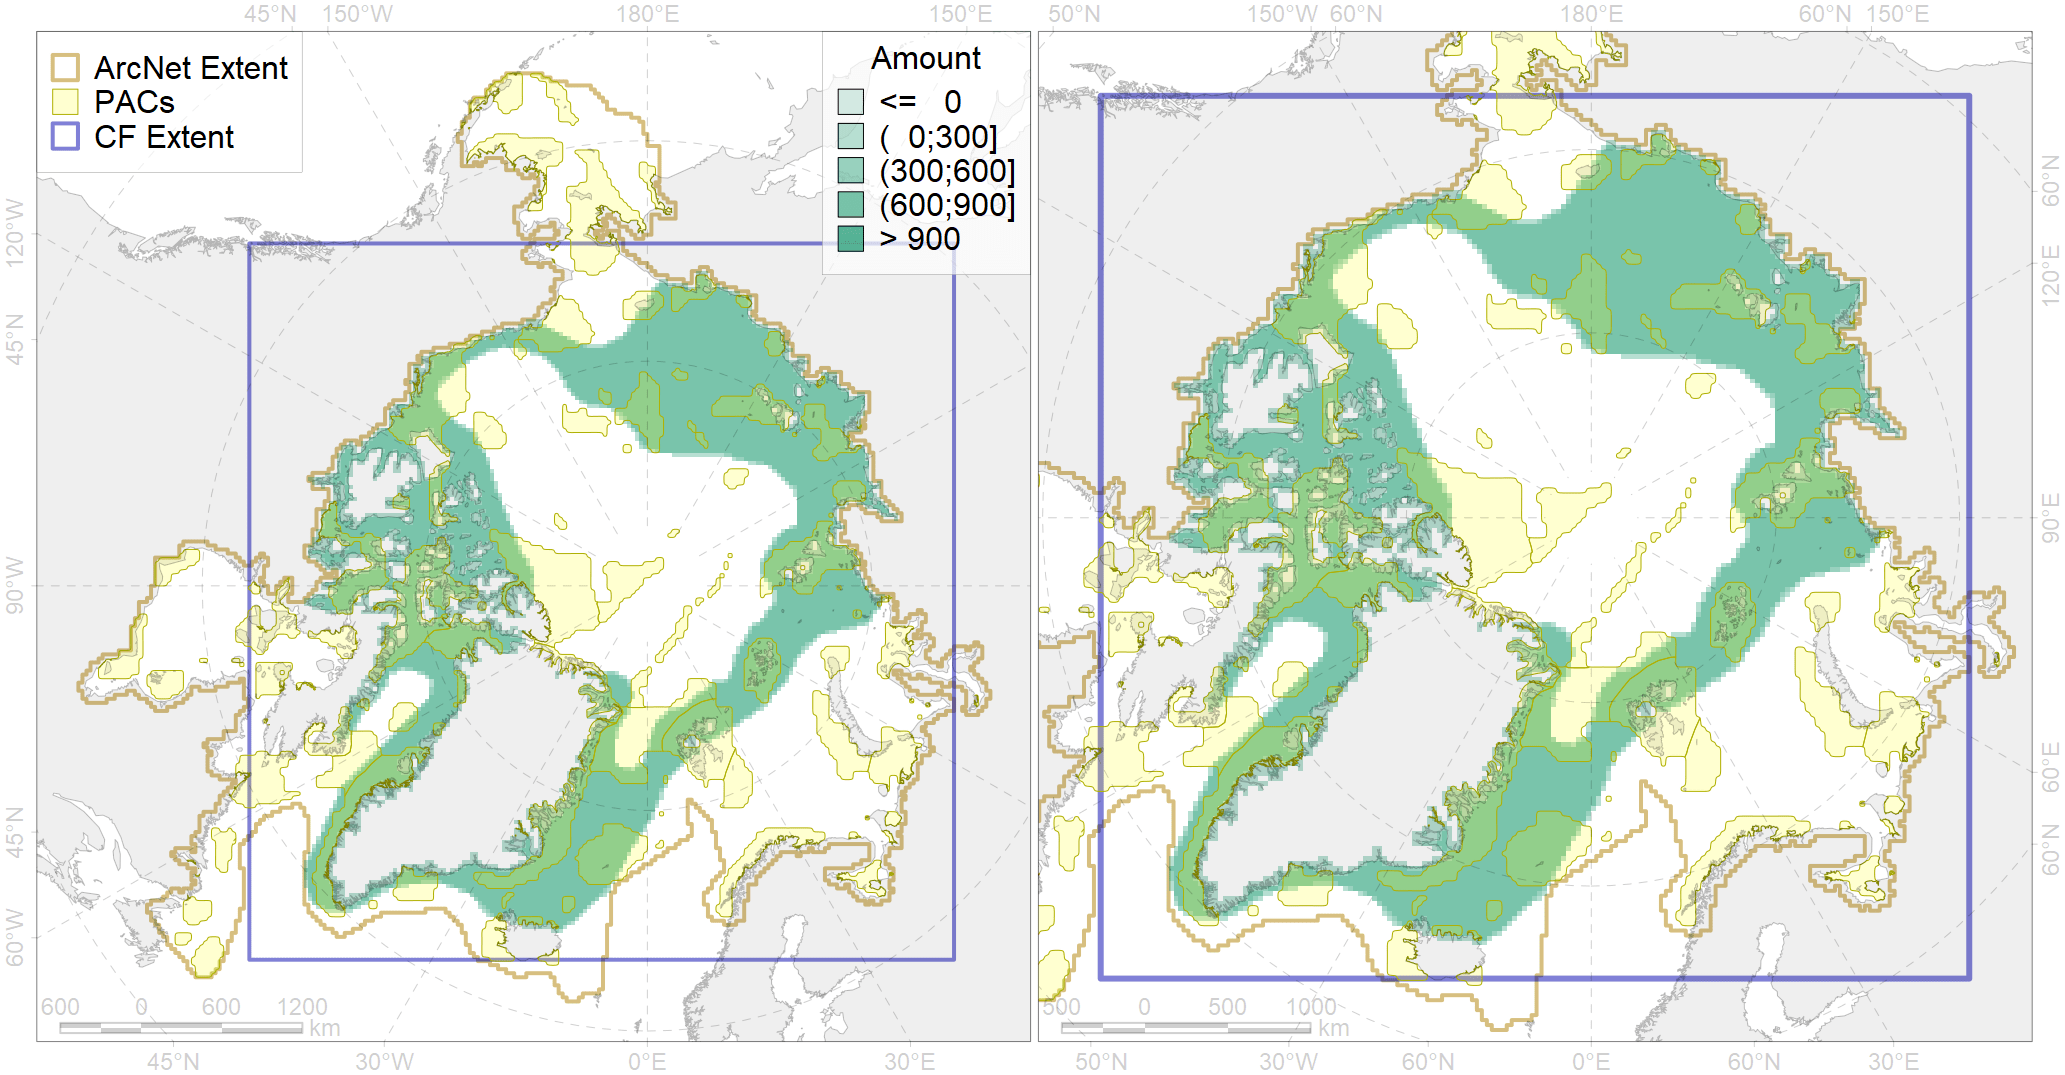 45°N 150°W 180°E 150°E 50°N 150°W 60°N 180°E 60°N 150°E
ArcNet Extent
PACs
CF Extent
Amount
<= 0
( 0;300]
(300;600]
(600;900]
> 900
120°W
45°N
90°W
45°N
60°W
60°N
120°E
90°E
60°E
60°N
600 0 600 1200
km
500 0 500 1000
km
45°N 30°W 0°E 30°E 50°N 30°W 60°N 0°E 60°N 30°E